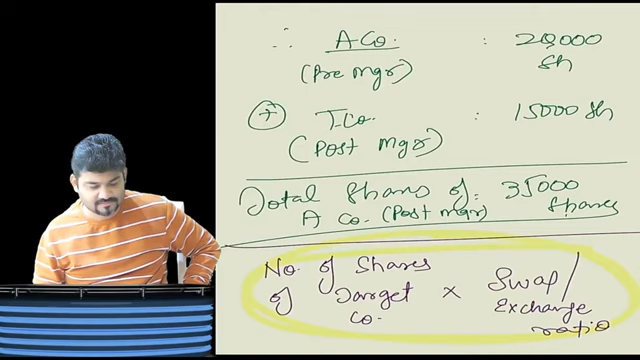 ∴ A Co. : 20,000
(Pre mgr) Sh
(+) T.Co. : 15000 Sh
(Post mgr)
Total Shares of : 35000
A Co. (Post mgr) Shares
No. of Shares
of Target × Swap/
Co. Exchange
ratio